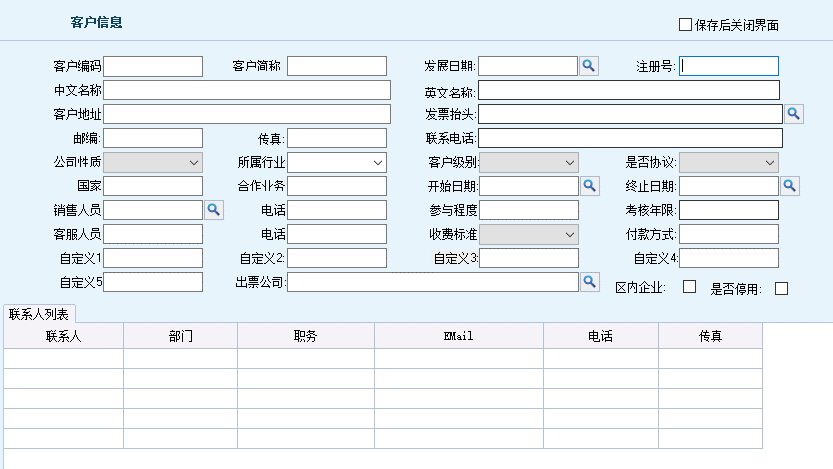 客户信息 保存后关闭界面
客户编码 客户简称 发展日期: 注册号:
中文名称 英文名称:
客户地址 发票抬头:
邮编: 传真: 联系电话:
公司性质 所属行业 客户级别: 是否协议:
国家 合作业务 开始日期: 终止日期:
销售人员 电话 参与程度 考核年限:
客服人员 电话 收费标准 付款方式:
自定义1 自定义2: 自定义3: 自定义4:
自定义5 出票公司: 区内企业: 是否停用:
联系人列表
联系人 部门 职务 EMail 电话 传真